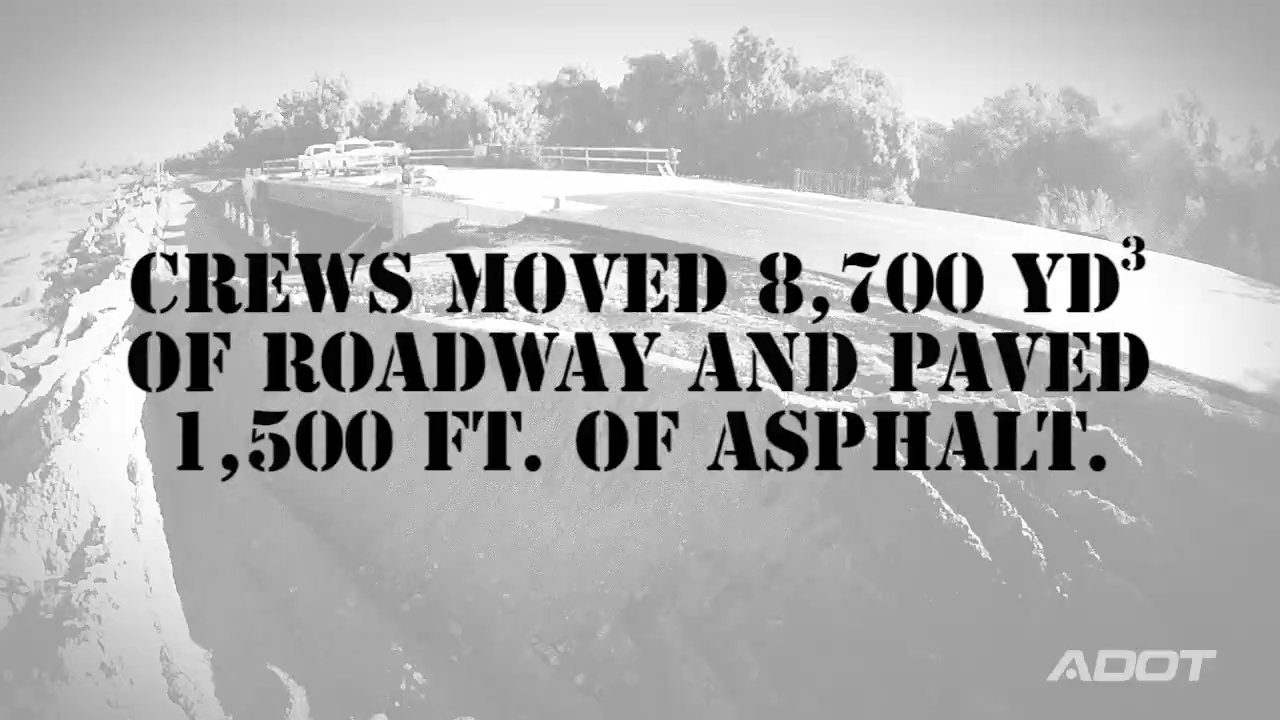 CREWS MOVED 8,700 YD³
OF ROADWAY AND PAVED
1,500 FT. OF ASPHALT.
ADOT